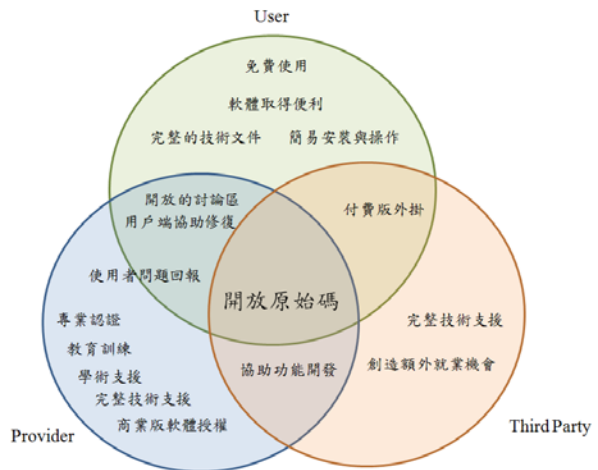 User
免費使用
軟體取得便利
完整的技術文件 簡易安裝與操作
開放的討論區
用戶端協助修復
付費版外掛
使用者問題回報
開放原始碼
專業認證
完整技術支援
教育訓練
協助功能開發
創造額外就業機會
學術支援
完整技術支援
商業版軟體授權
Provider
Third Party